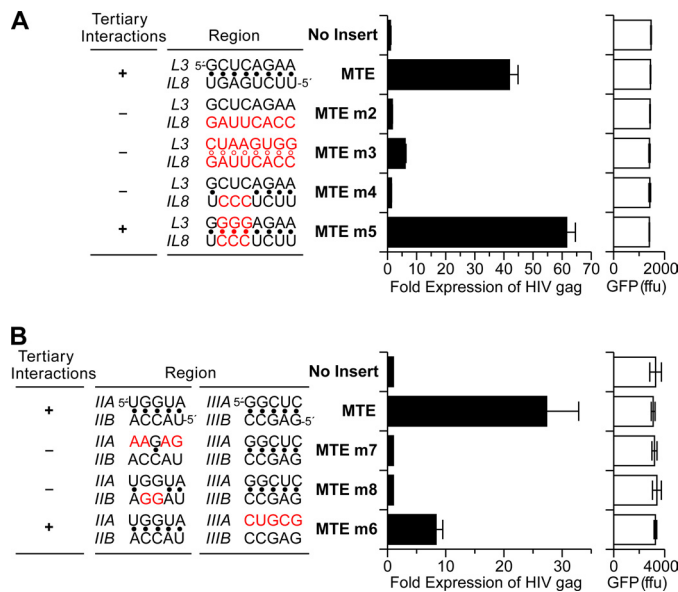 A
Tertiary Interactions Region
No Insert
+ L3 5´-GCUCAGAA MTE
IL8 UGAGUCUU-5´
− L3 GCUCAGAA MTE m2
IL8 GAUUCACC
− L3 CUAAGUGG MTE m3
IL8 GAUUCACC
− L3 GCUCAGAA MTE m4
IL8 UCCCUCUU
+ L3 GGGGAGAA MTE m5
IL8 UCCCUCUU
0 10 20 30 40 50 60 70 0 2000
Fold Expression of HIV gag GFP (ffu)
B
Tertiary Interactions Region
No Insert
+ IIA 5´-UGGUA IIIA 5´-GGCUC MTE
IIB ACCAU-5´ IIIB CCGAG-5´
− IIA AAGAG IIIA GGCUC MTE m7
IIB ACCAU IIIB CCGAG
− IIA UGGUA IIIA GGCUC MTE m8
IIB AGGAU IIIB CCGAG
+ IIA UGGUA IIIA CUGCG MTE m6
IIB ACCAU IIIB CCGAG
0 10 20 30 0 4000
Fold Expression of HIV gag GFP (ffu)